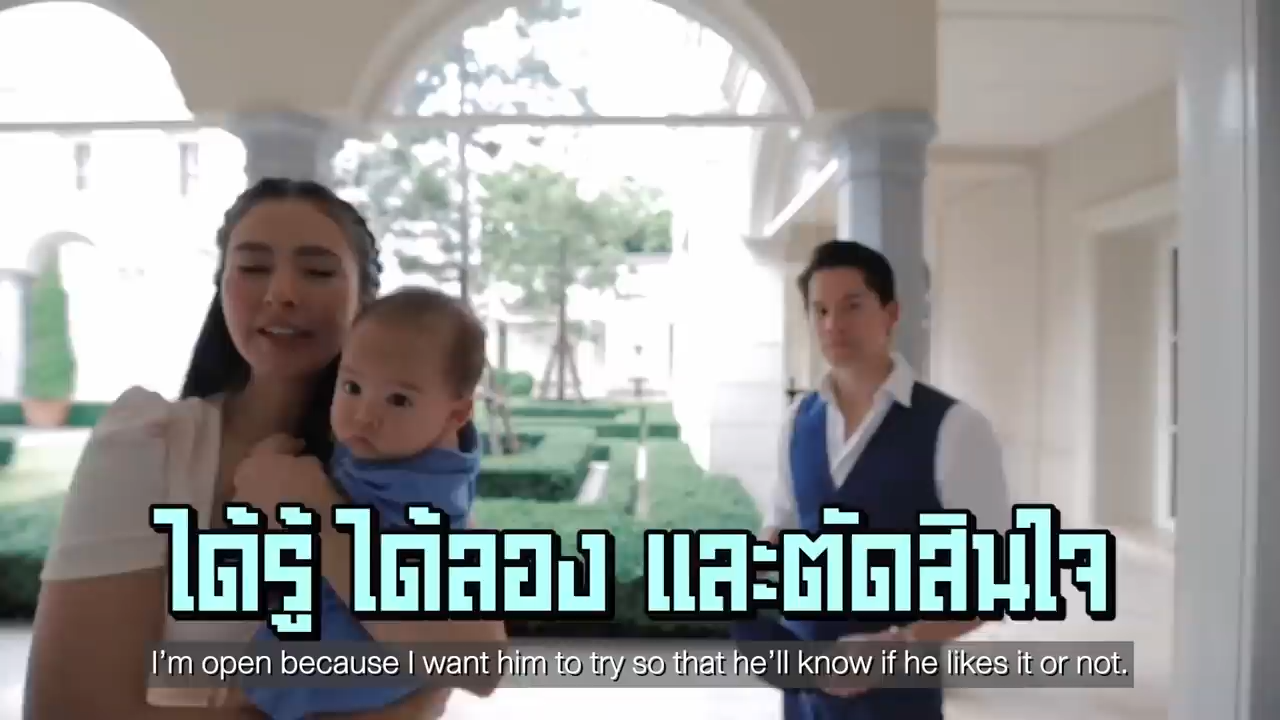 ได้รู้ ได้ลอง และตัดสินใจ
I'm open because I want him to try so that he'll know if he likes it or not.